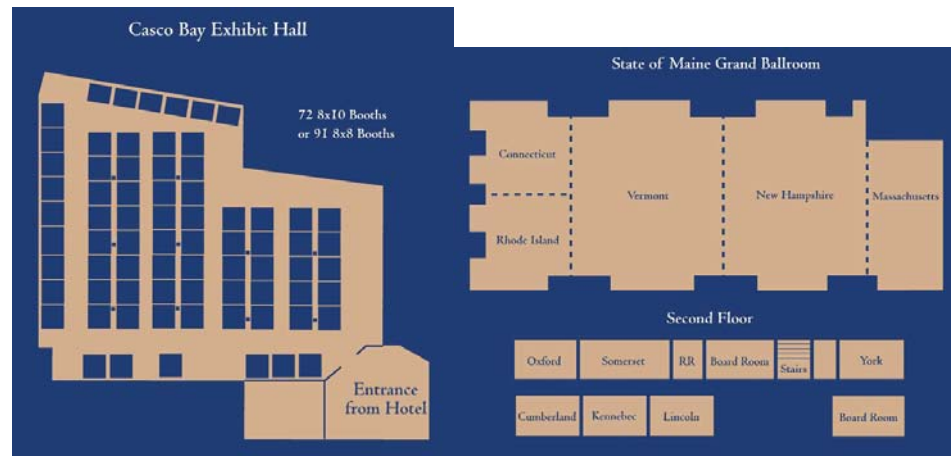 Casco Bay Exhibit Hall
72 8x10 Booths
or 91 8x8 Booths
Entrance
from Hotel
State of Maine Grand Ballroom
Connecticut
Vermont
New Hampshire
Massachusetts
Rhode Island
Second Floor
Oxford
Somerset
RR
Board Room
Stairs
York
Cumberland
Kennebec
Lincoln
Board Room